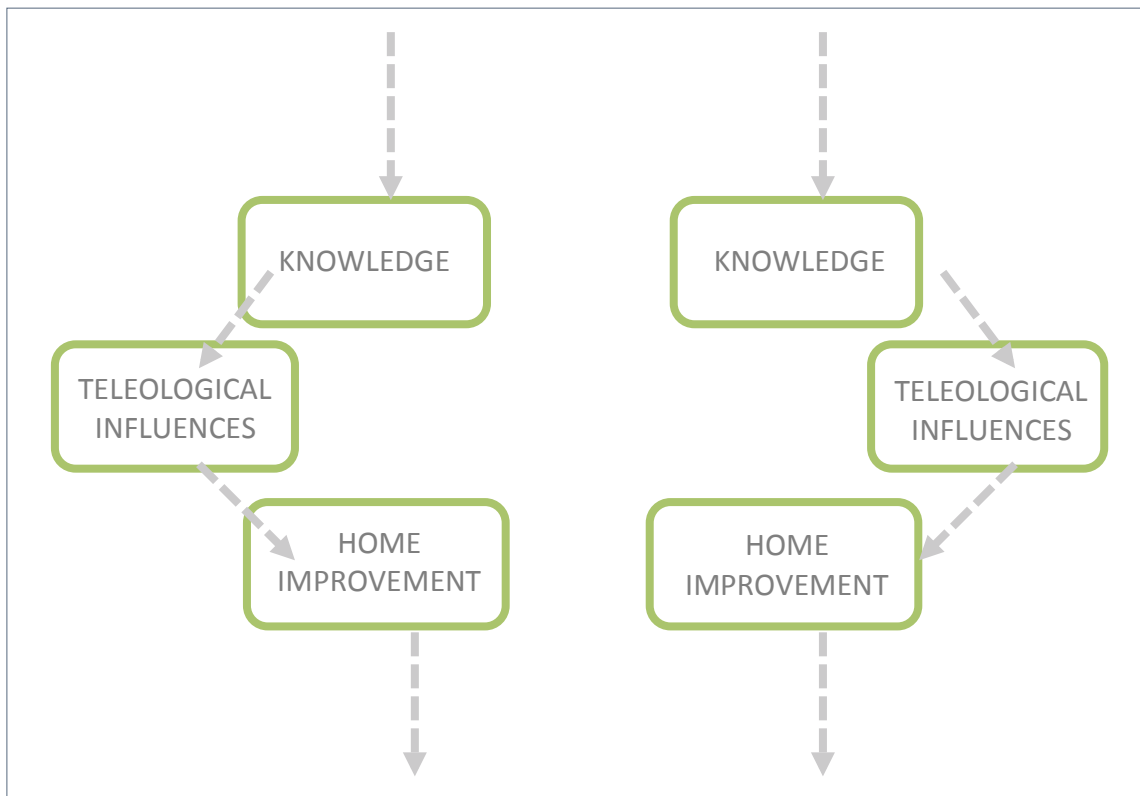 KNOWLEDGE
TELEOLOGICAL
INFLUENCES
HOME
IMPROVEMENT
KNOWLEDGE
TELEOLOGICAL
INFLUENCES
HOME
IMPROVEMENT